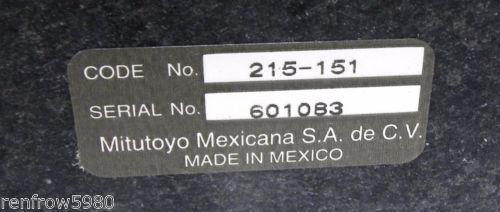 CODE No. 215-151
SERIAL No. 601083
Mitutoyo Mexicana S.A. de C.V.
MADE IN MEXICO
renfrow5980